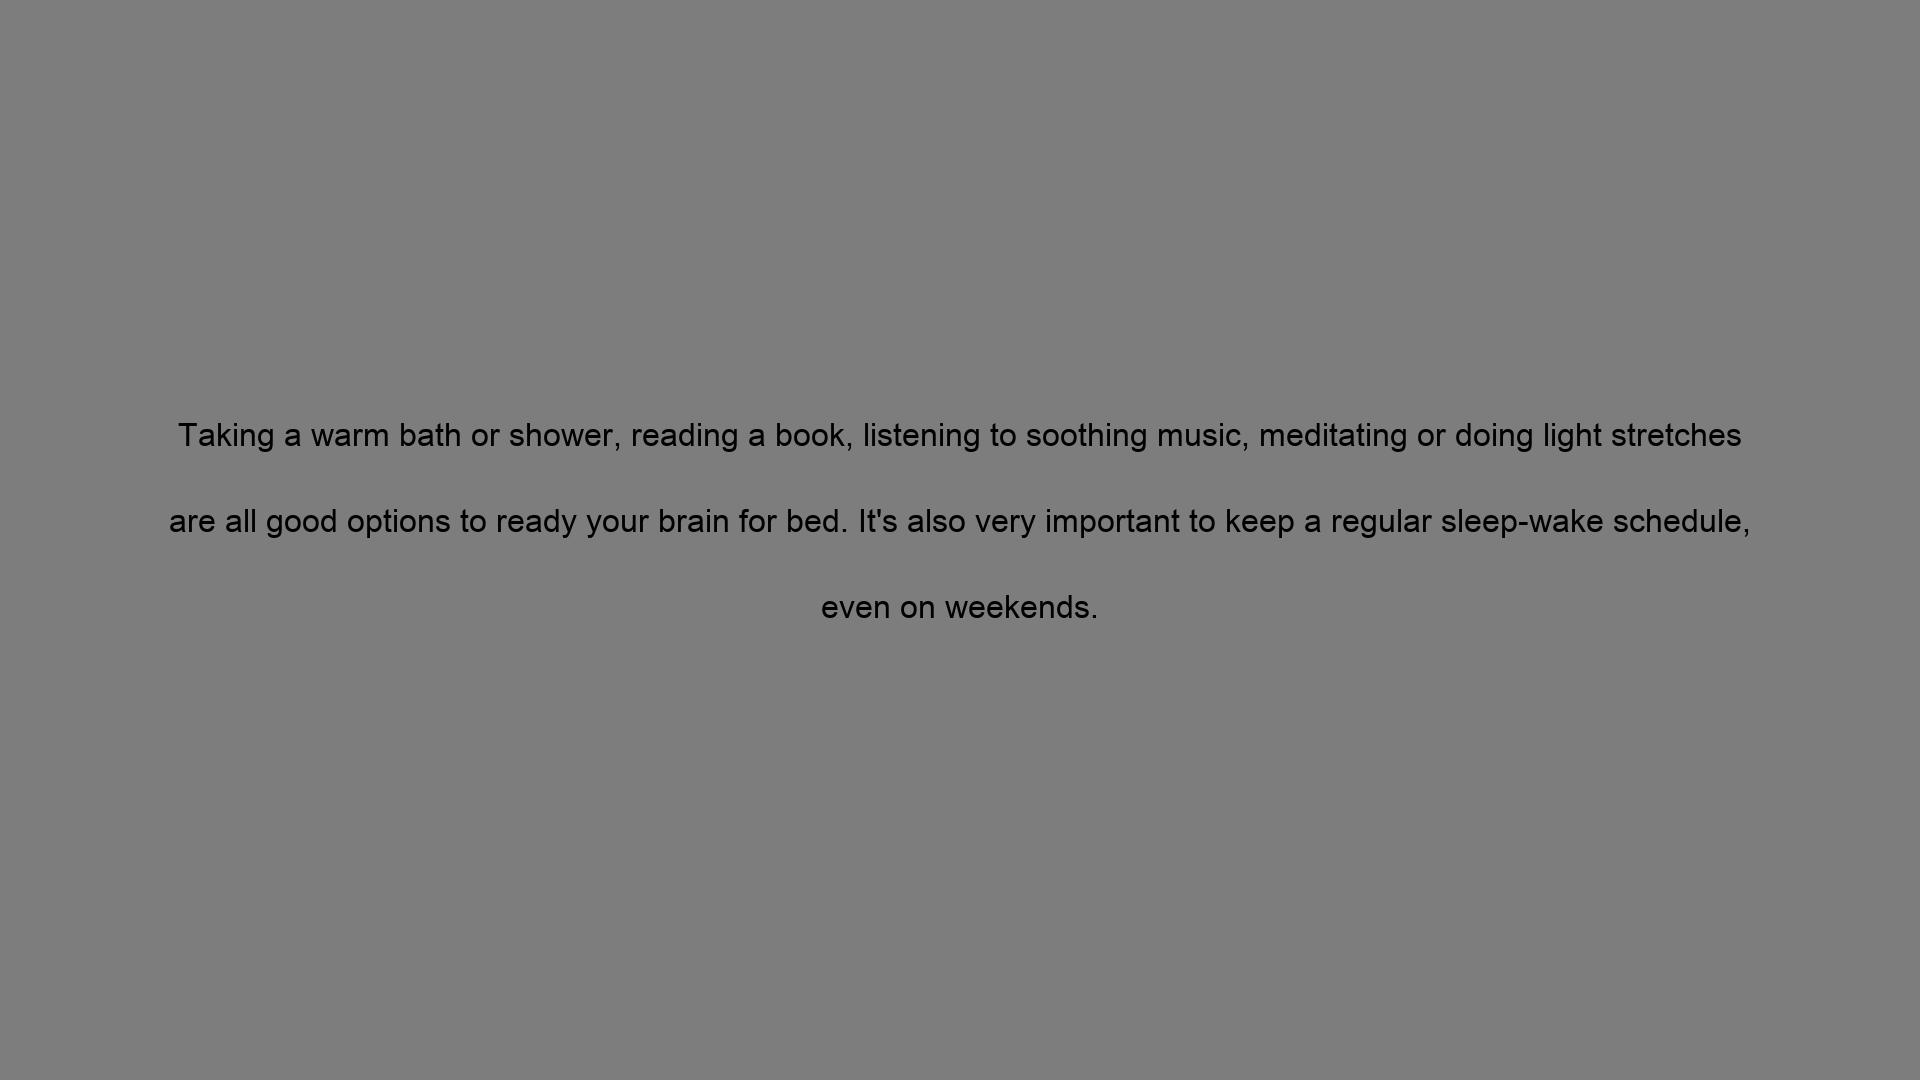 Taking a warm bath or shower, reading a book, listening to soothing music, meditating or doing light stretches
are all good options to ready your brain for bed. It's also very important to keep a regular sleep-wake schedule,
even on weekends.